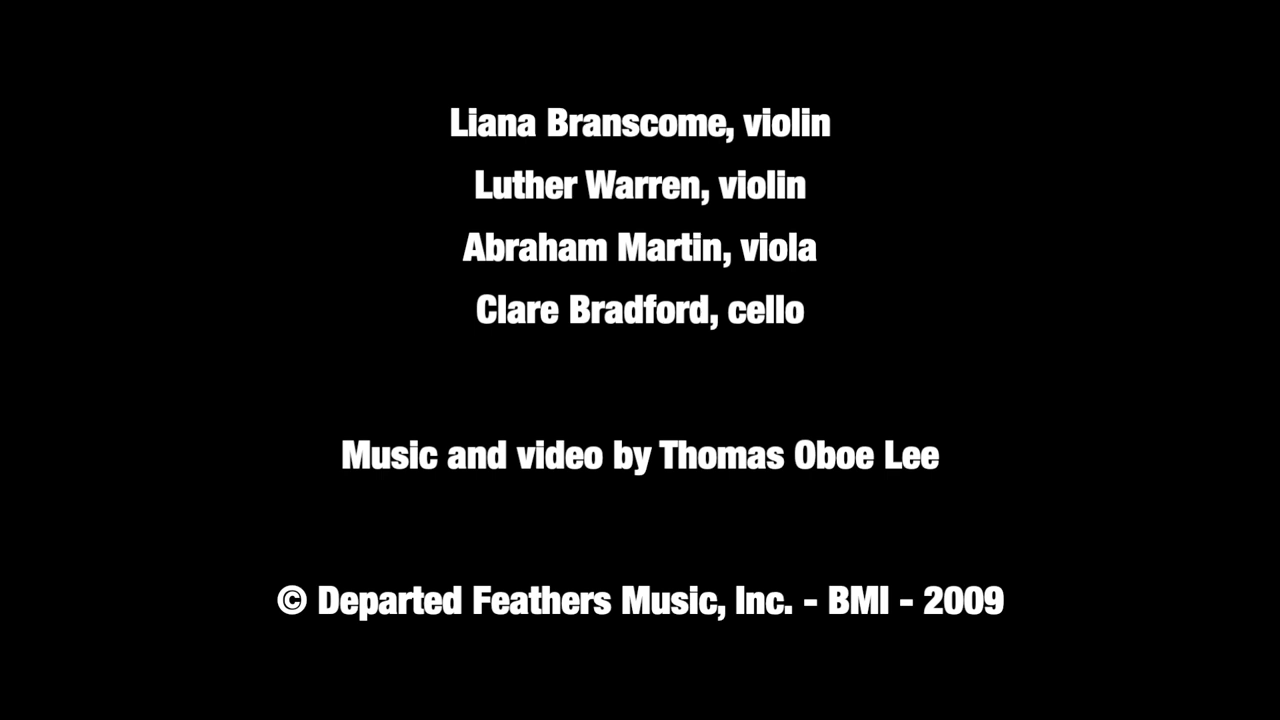 Liana Branscome, violin
Luther Warren, violin
Abraham Martin, viola
Clare Bradford, cello
Music and video by Thomas Oboe Lee
© Departed Feathers Music, Inc. - BMI - 2009